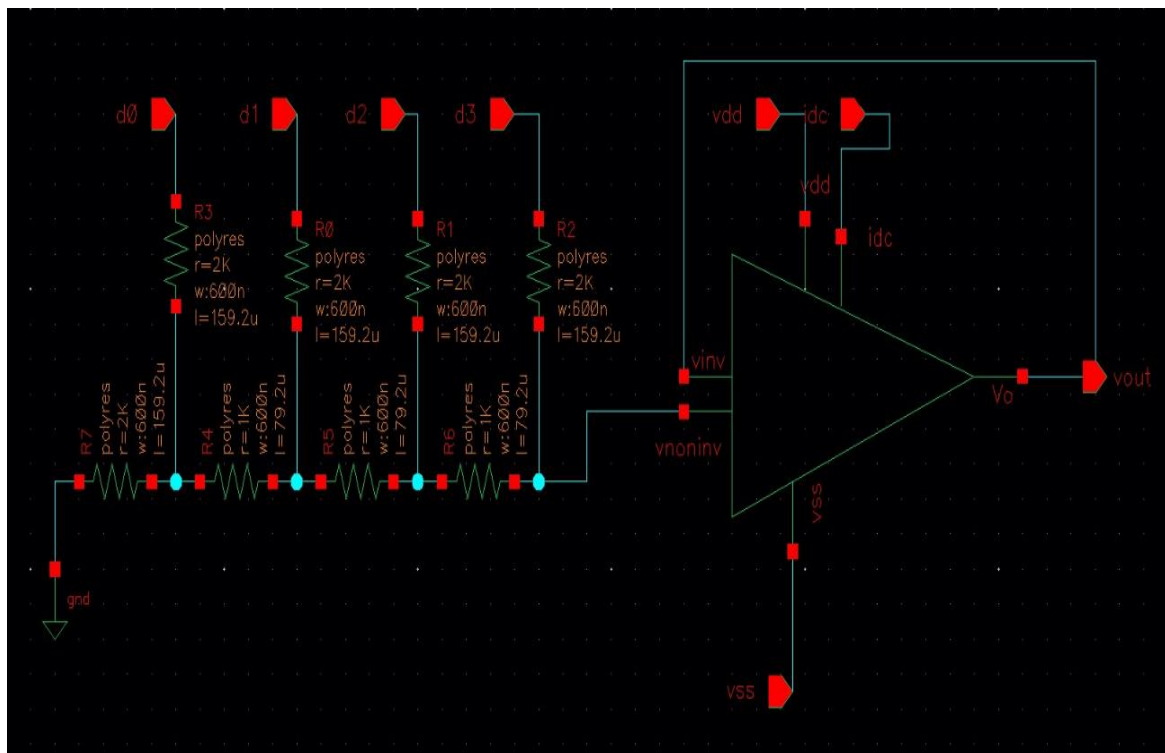 d0
d1
d2
d3
vdd
idc
vdd
idc
R3
polyres
r=2K
w:600n
l=159.2u
R0
polyres
r=2K
w:600n
l=159.2u
R1
polyres
r=2K
w:600n
l=159.2u
R2
polyres
r=2K
w:600n
l=159.2u
R7
polyres
r=2K
w:600n
l=159.2u
R4
polyres
r=1K
w:600n
l=79.2u
R5
polyres
r=1K
w:600n
l=79.2u
R6
polyres
r=1K
w:600n
l=79.2u
vinv
vnoninv
Vo
vout
vss
vss
gnd